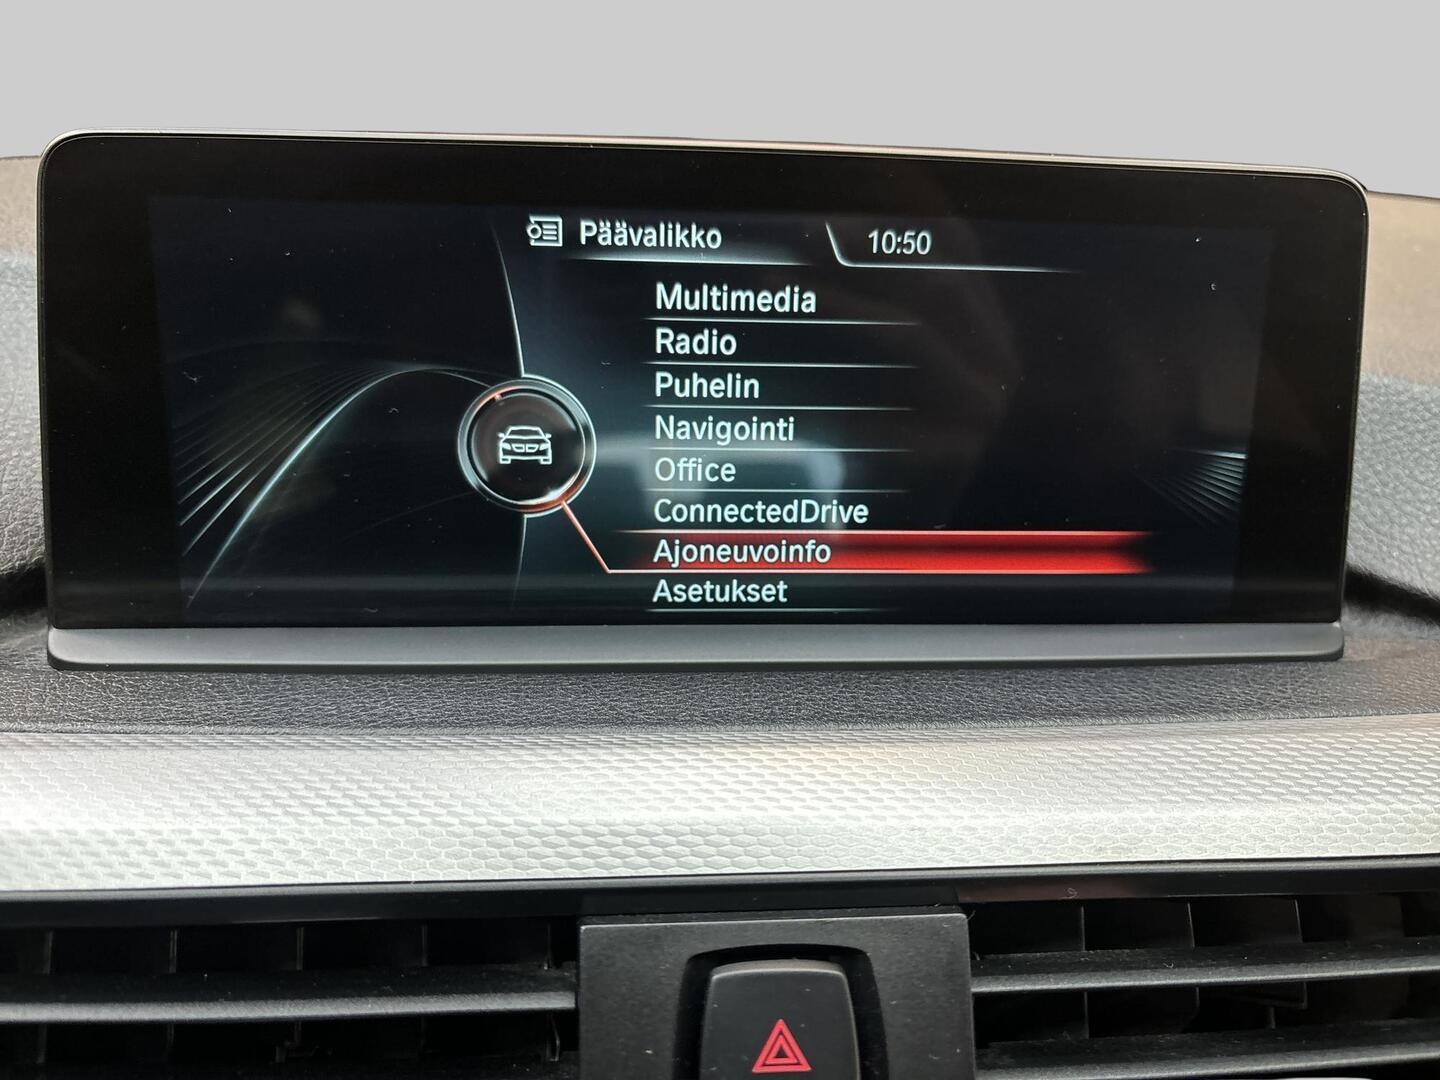 Päävalikko
10:50
Multimedia
Radio
Puhelin
Navigointi
Office
ConnectedDrive
Ajoneuvoinfo
Asetukset